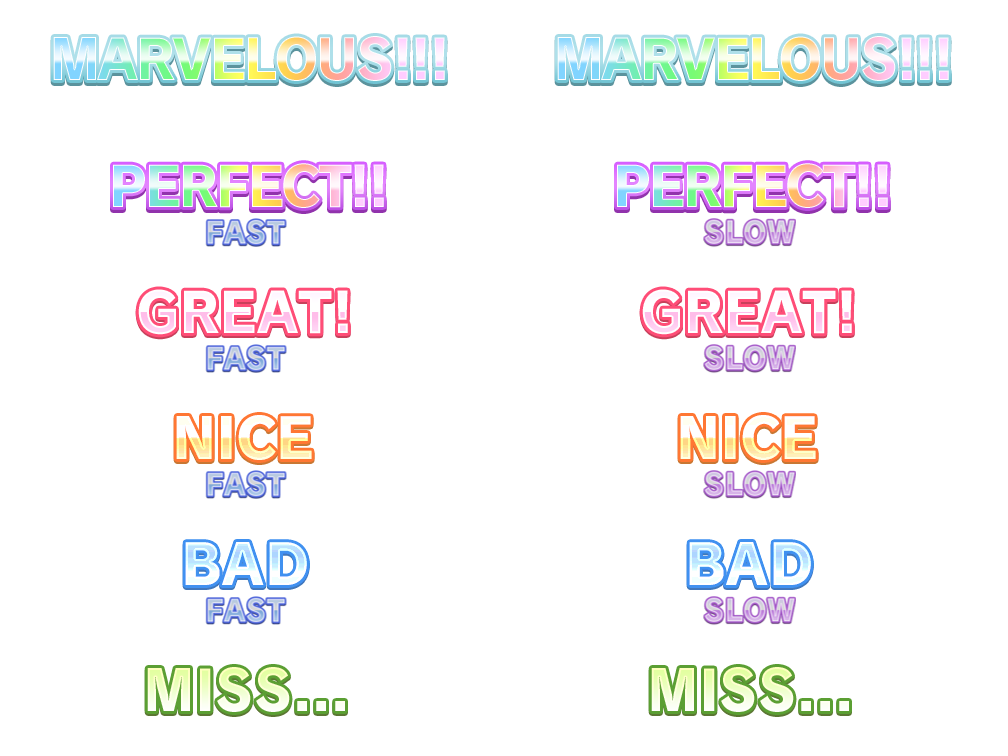 MARVELOUS!!! MARVELOUS!!!
PERFECT!! PERFECT!!
FAST SLOW
GREAT! GREAT!
FAST SLOW
NICE NICE
FAST SLOW
BAD BAD
FAST SLOW
MISS... MISS...